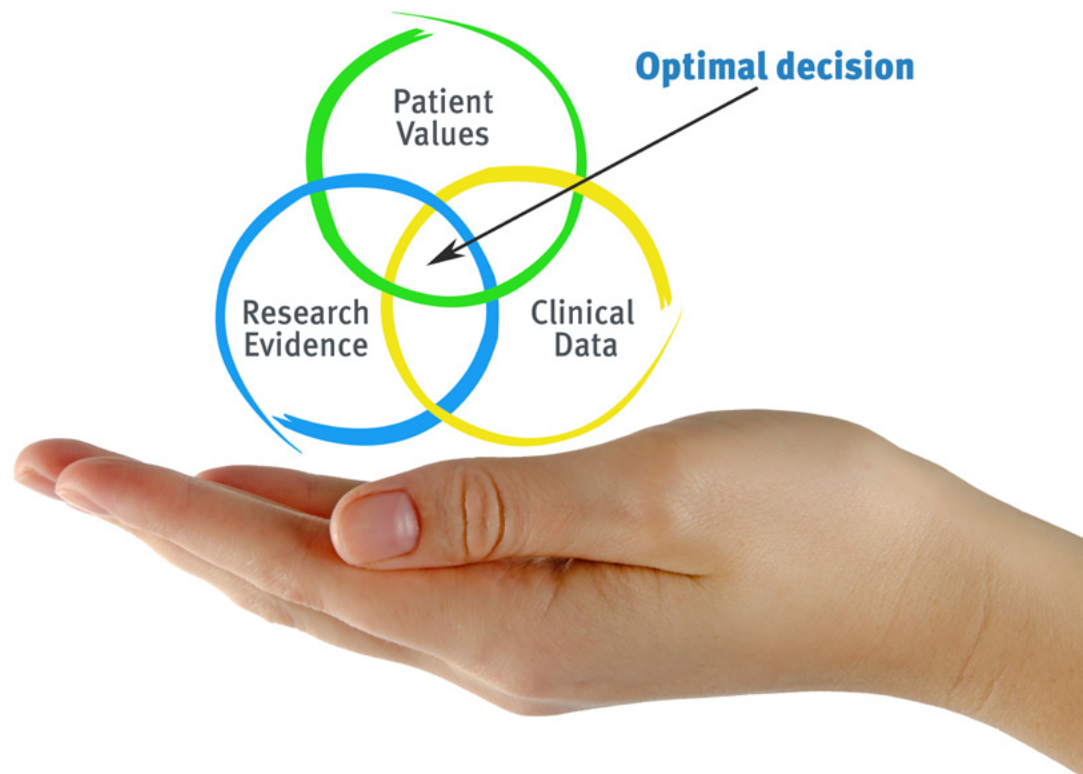 Optimal decision
Patient
Values
Research
Evidence
Clinical
Data